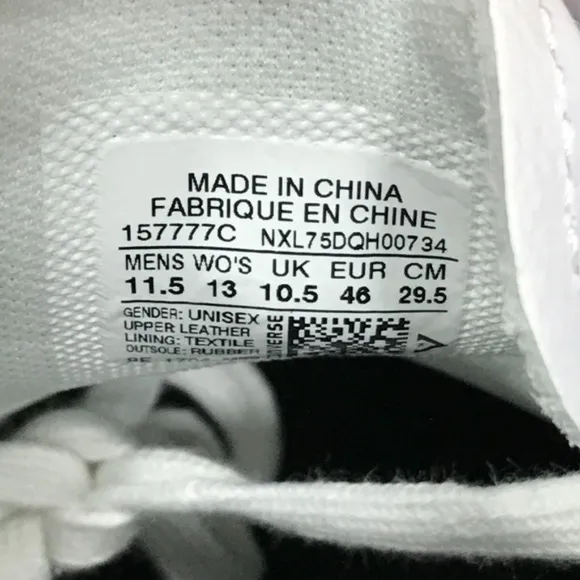 MADE IN CHINA
FABRIQUE EN CHINE
157777C NXL75DQH00734
MENS WO'S UK EUR CM
11.5 13 10.5 46 29.5
GENDER: UNISEX
UPPER LEATHER
LINING: TEXTILE
OUTSOLE: RUBBER